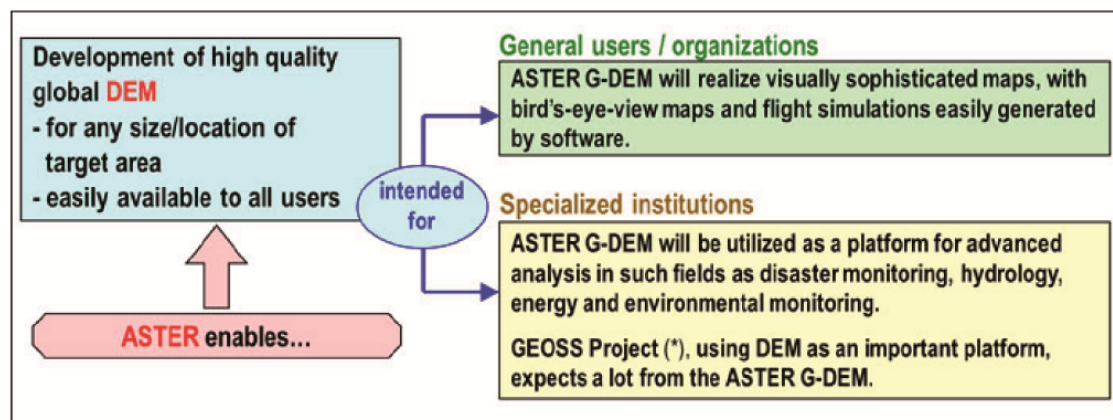 Development of high quality
global DEM
- for any size/location of
target area
- easily available to all users
ASTER enables...
intended
for
General users / organizations
ASTER G-DEM will realize visually sophisticated maps, with
bird's-eye-view maps and flight simulations easily generated
by software.
Specialized institutions
ASTER G-DEM will be utilized as a platform for advanced
analysis in such fields as disaster monitoring, hydrology,
energy and environmental monitoring.
GEOSS Project (*), using DEM as an important platform,
expects a lot from the ASTER G-DEM.